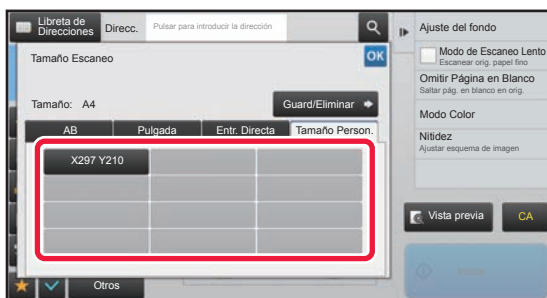 Libreta de
Direcciones
Direcc.
Pulsar para introducir la dirección
Tamaño Escaneo
OK
Tamaño: A4
Guard/Eliminar
AB
Pulgada
Entr. Directa
Tamaño Person.
X297 Y210
Otros
Ajuste del fondo
Modo de Escaneo Lento
Escanear orig. papel fino
Omitir Página en Blanco
Saltar pág. en blanco en orig.
Modo Color
Nitidez
Ajustar esquema de imagen
Vista previa
CA